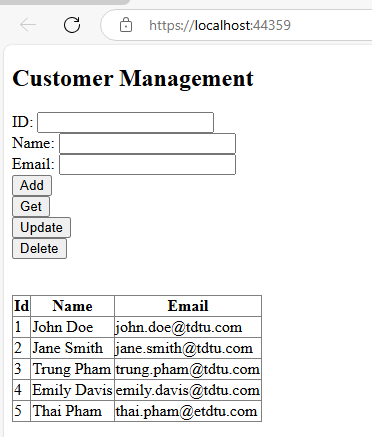 https://localhost:44359
Customer Management
ID:
Name:
Email:
Add
Get
Update
Delete
Id Name Email
1 John Doe john.doe@tdtu.com
2 Jane Smith jane.smith@tdtu.com
3 Trung Pham trung.pham@tdtu.com
4 Emily Davis emily.davis@tdtu.com
5 Thai Pham thai.pham@etdtu.com